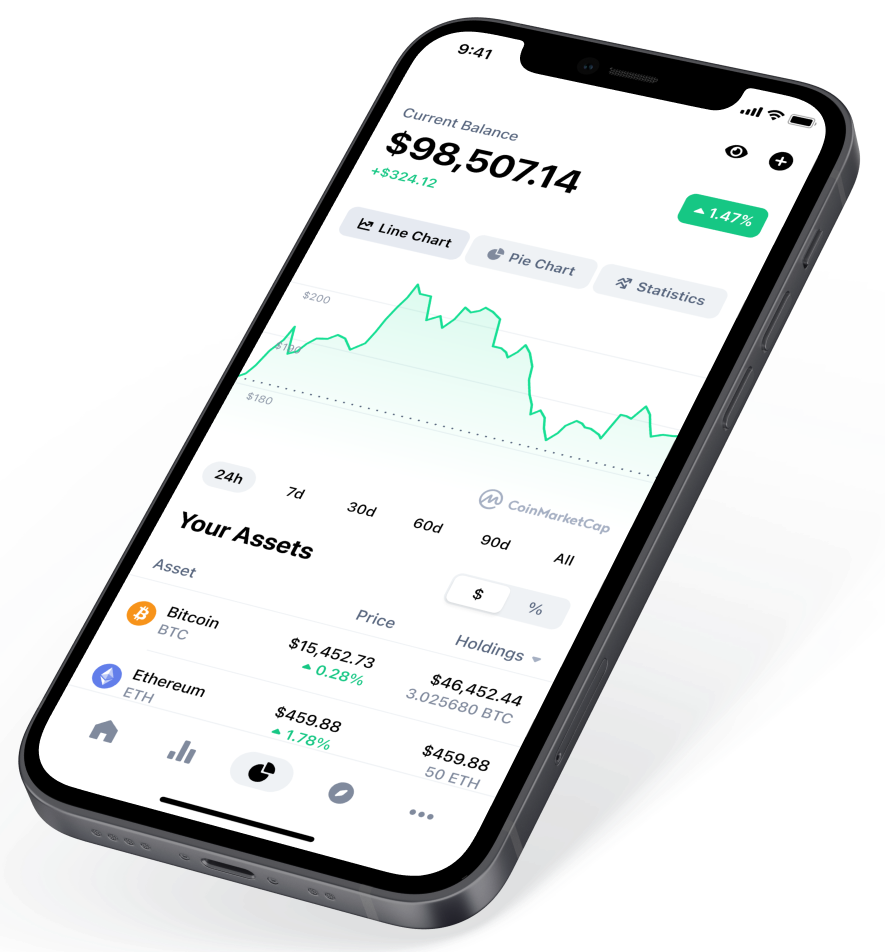 9:41
Current Balance
$98,507.14
+$324.12
1.47%
Line Chart
Pie Chart
Statistics
$200
$190
$180
CoinMarketCap
24h
7d
30d
60d
90d
All
Your Assets
$
%
Asset
Price
Holdings
Bitcoin
BTC
$15,452.73
0.28%
$46,452.44
3.025680 BTC
Ethereum
ETH
$459.88
1.78%
$459.88
50 ETH